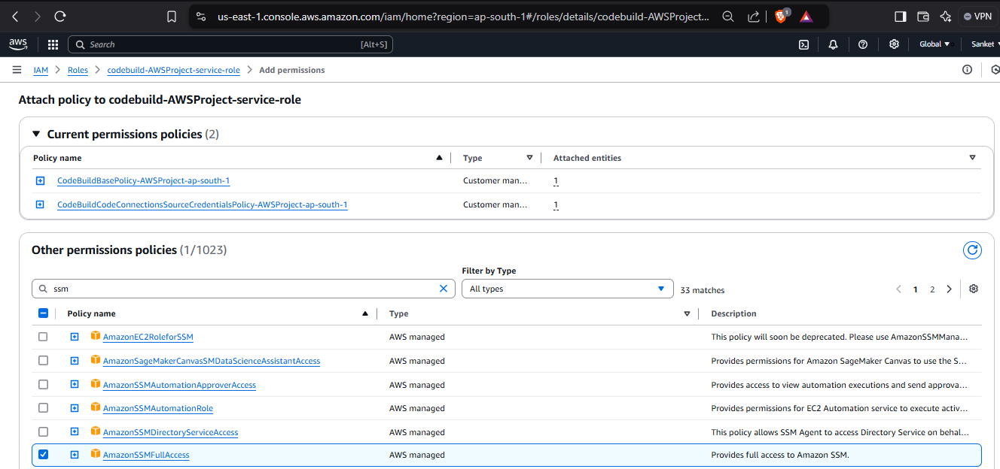 us-east-1.console.aws.amazon.com/iam/home?region=ap-south-1#/roles/details/codebuild-AWSProject...
1
VPN
aws
Search
[Alt+S]
Global ▼
Sanket
IAM > Roles > codebuild-AWSProject-service-role > Add permissions
Attach policy to codebuild-AWSProject-service-role
Current permissions policies (2)
Policy name
Type
Attached entities
CodeBuildBasePolicy-AWSProject-ap-south-1
Customer man...
1
CodeBuildCodeConnectionsSourceCredentialsPolicy-AWSProject-ap-south-1
Customer man...
1
Other permissions policies (1/1023)
Filter by Type
ssm
All types
33 matches
1
2
Policy name
Type
Description
AmazonEC2RoleforSSM
AWS managed
This policy will soon be deprecated. Please use AmazonSSMMana...
AmazonSageMakerCanvasSMDataScienceAssistantAccess
AWS managed
Provides permissions for Amazon SageMaker Canvas to use the S...
AmazonSSMAutomationApproverAccess
AWS managed
Provides access to view automation executions and send approva...
AmazonSSMAutomationRole
AWS managed
Provides permissions for EC2 Automation service to execute activ...
AmazonSSMDirectoryServiceAccess
AWS managed
This policy allows SSM Agent to access Directory Service on behal...
AmazonSSMFullAccess
AWS managed
Provides full access to Amazon SSM.